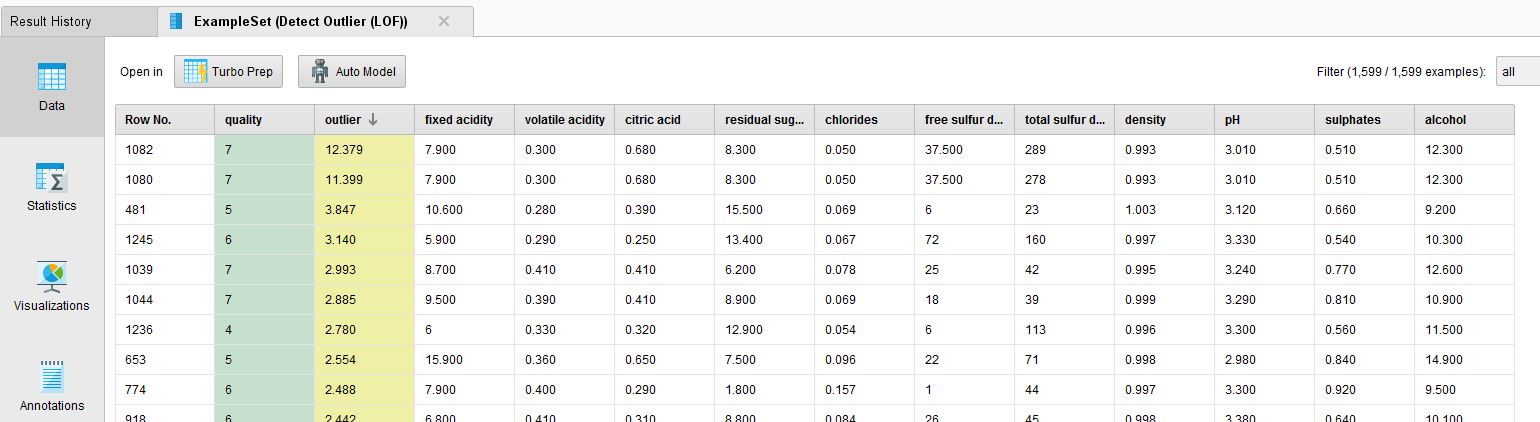 Result History ExampleSet (Detect Outlier (LOF))
Open in Turbo Prep Auto Model Filter (1,599 / 1,599 examples): all
Data
Statistics
Visualizations
Annotations
Row No. quality outlier fixed acidity volatile acidity citric acid residual sug... chlorides free sulfur d... total sulfur d... density pH sulphates alcohol
1082 7 12.379 7.900 0.300 0.680 8.300 0.050 37.500 289 0.993 3.010 0.510 12.300
1080 7 11.399 7.900 0.300 0.680 8.300 0.050 37.500 278 0.993 3.010 0.510 12.300
481 5 3.847 10.600 0.280 0.390 15.500 0.069 6 23 1.003 3.120 0.660 9.200
1245 6 3.140 5.900 0.290 0.250 13.400 0.067 72 160 0.997 3.330 0.540 10.300
1039 7 2.993 8.700 0.410 0.410 6.200 0.078 25 42 0.995 3.240 0.770 12.600
1044 7 2.885 9.500 0.390 0.410 8.900 0.069 18 39 0.999 3.290 0.810 10.900
1236 4 2.780 6 0.330 0.320 12.900 0.054 6 113 0.996 3.300 0.560 11.500
653 5 2.554 15.900 0.360 0.650 7.500 0.096 22 71 0.998 2.980 0.840 14.900
774 6 2.488 7.900 0.400 0.290 1.800 0.157 1 44 0.997 3.300 0.920 9.500
918 6 2.442 6.800 0.410 0.310 8.800 0.084 26 45 0.998 3.380 0.640 10.100